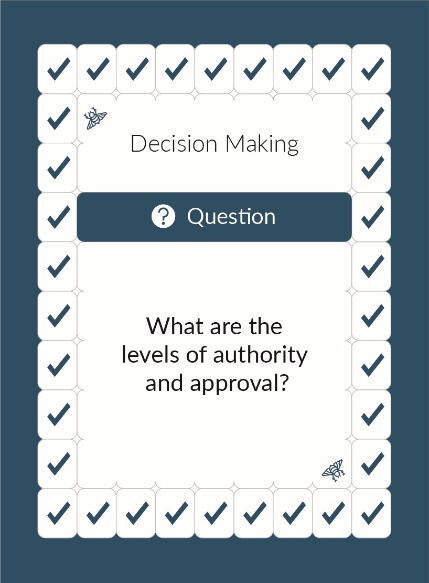 Decision Making
? Question
What are the
levels of authority
and approval?